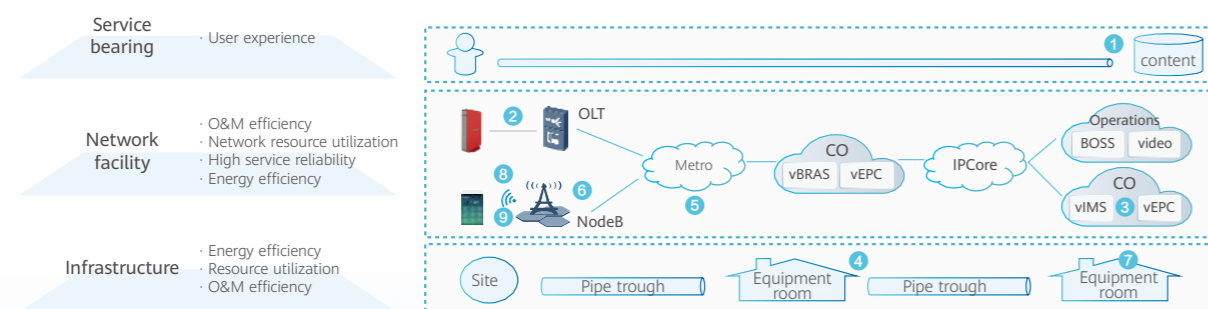 Service
bearing
· User experience
1
content
Network
facility
· O&M efficiency
· Network resource utilization
· High service reliability
· Energy efficiency
2
OLT
8
9
6
NodeB
Metro
5
CO
vBRAS
vEPC
IPCore
Operations
BOSS
video
CO
vIMS
3
vEPC
Infrastructure
· Energy efficiency
· Resource utilization
· O&M efficiency
Site
Pipe trough
Equipment
room
4
Pipe trough
7
Equipment
room